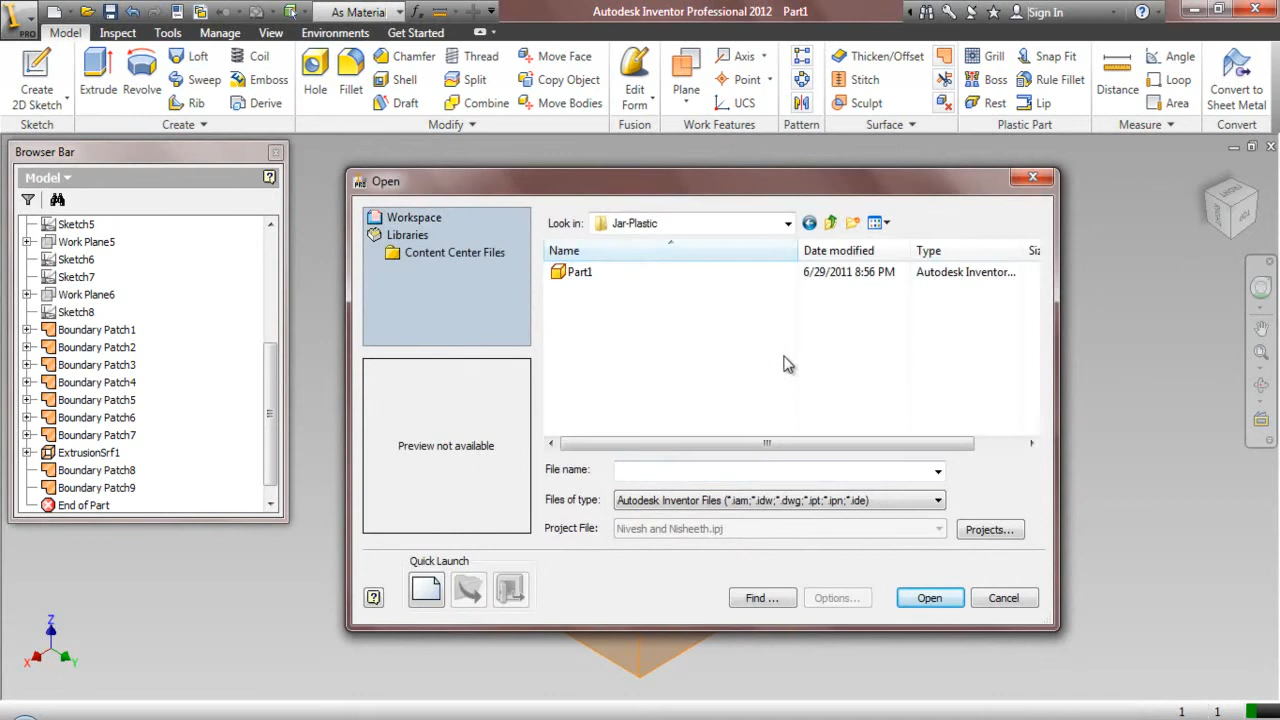 As Material
Autodesk Inventor Professional 2012 Part1
Sign In
PRO
Model Inspect Tools Manage View Environments Get Started
Create
2D Sketch
Sketch
Extrude
Revolve
Loft
Sweep
Rib
Coil
Emboss
Derive
Create
Hole
Fillet
Chamfer
Shell
Draft
Thread
Split
Combine
Move Face
Copy Object
Move Bodies
Modify
Edit
Form
Fusion
Plane
Axis
Point
UCS
Work Features
Pattern
Thicken/Offset
Stitch
Sculpt
Surface
Grill
Boss
Rest
Snap Fit
Rule Fillet
Lip
Plastic Part
Distance
Angle
Loop
Area
Measure
Convert to
Sheet Metal
Convert
Browser Bar
Model
Sketch5
Work Plane5
Sketch6
Sketch7
Work Plane6
Sketch8
Boundary Patch1
Boundary Patch2
Boundary Patch3
Boundary Patch4
Boundary Patch5
Boundary Patch6
Boundary Patch7
ExtrusionSrf1
Boundary Patch8
Boundary Patch9
End of Part
Open
Workspace
Libraries
Content Center Files
Preview not available
Look in: Jar-Plastic
Name Date modified Type Siz
Part1 6/29/2011 8:56 PM Autodesk Inventor...
File name:
Files of type: Autodesk Inventor Files (*.iam;*.idw;*.dwg;*.ipt;*.ipn;*.ide)
Project File: Nivesh and Nisheeth.ipj Projects...
Quick Launch
Find ... Options... Open Cancel
Z
X
Y
1 1